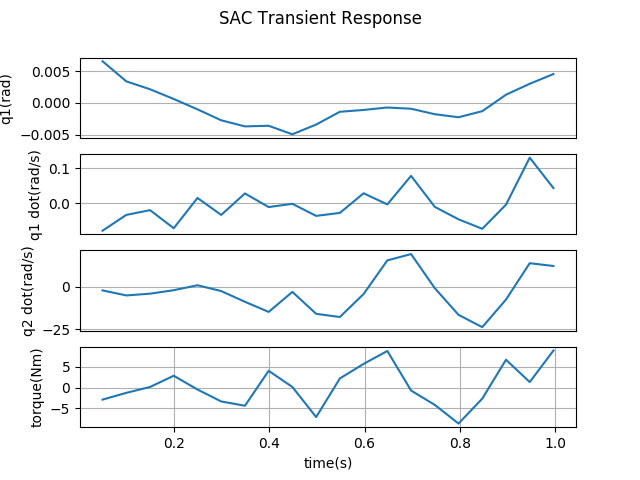 SAC Transient Response
q1(rad)
0.005
0.000
−0.005
q1 dot(rad/s)
0.1
0.0
q2 dot(rad/s)
0
−25
torque(Nm)
5
0
−5
0.2 0.4 0.6 0.8 1.0
time(s)